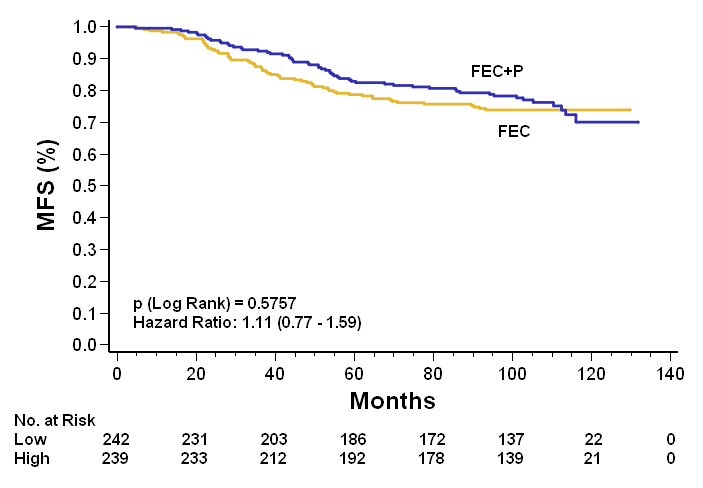 1.0
0.9
0.8
0.7
0.6
0.5
0.4
0.3
0.2
0.1
0.0
MFS (%)
FEC+P
FEC
p (Log Rank) = 0.5757
Hazard Ratio: 1.11 (0.77 - 1.59)
0 20 40 60 80 100 120 140
Months
No. at Risk
Low 242 231 203 186 172 137 22 0
High 239 233 212 192 178 139 21 0